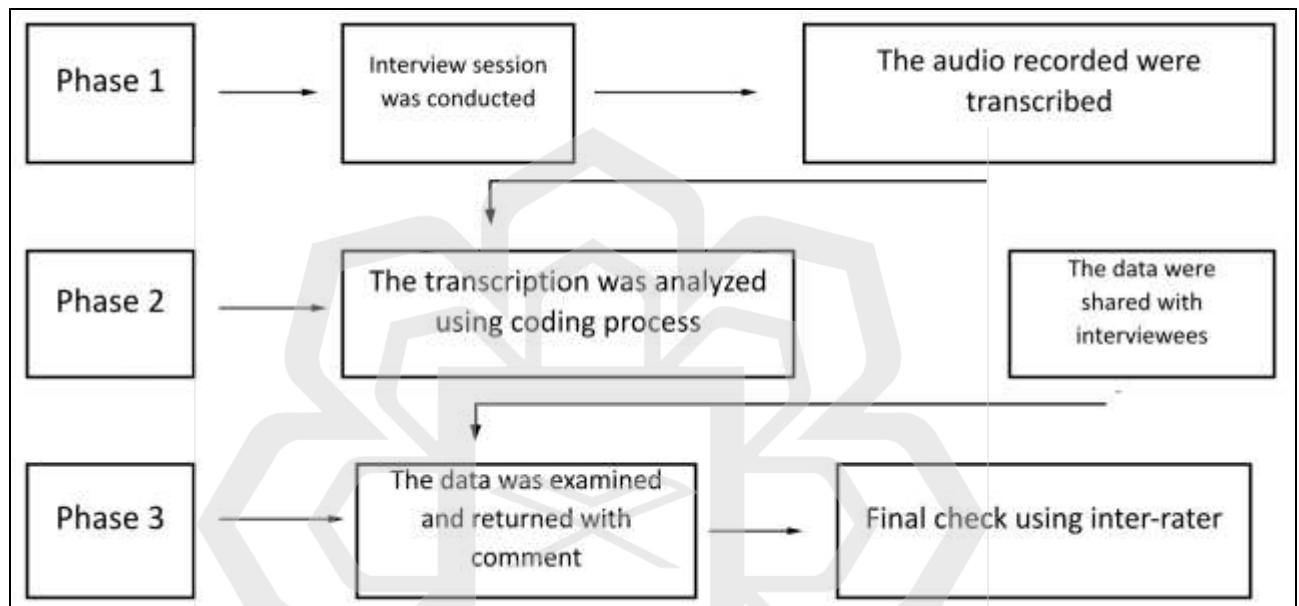 Phase 1
Interview session
was conducted
The audio recorded were
transcribed
Phase 2
The transcription was analyzed
using coding process
The data were
shared with
interviewees
Phase 3
The data was examined
and returned with
comment
Final check using inter-rater